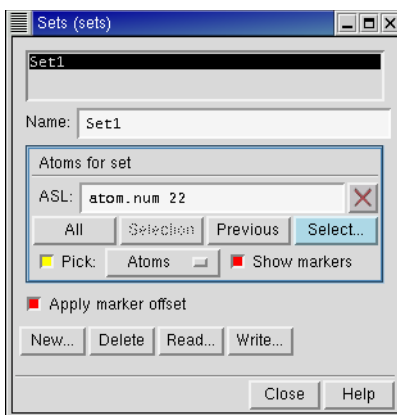 Sets (sets)
Set1
Name: Set1
Atoms for set
ASL: atom.num 22
All Selection Previous Select...
Pick: Atoms Show markers
Apply marker offset
New... Delete Read... Write...
Close Help